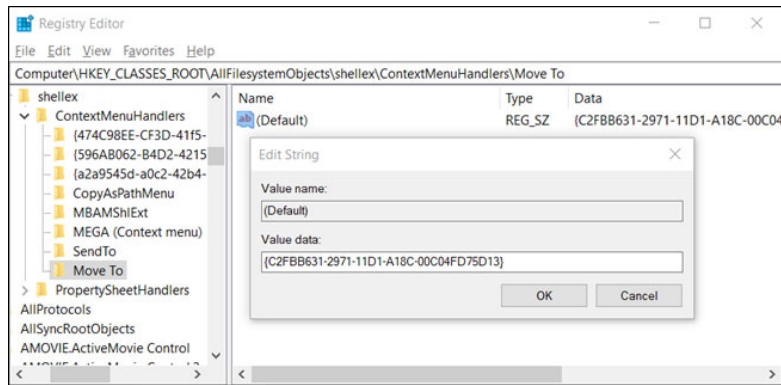 Registry Editor
File Edit View Favorites Help
Computer\HKEY_CLASSES_ROOT\AllFilesystemObjects\shellex\ContextMenuHandlers\Move To
shellex
ContextMenuHandlers
{474C98EE-CF3D-41f5-
{596AB062-B4D2-4215
{a2a9545d-a0c2-42b4-
CopyAsPathMenu
MBAMShlExt
MEGA (Context menu)
SendTo
Move To
PropertySheetHandlers
AllProtocols
AllSyncRootObjects
AMOVIE.ActiveMovie Control
Name Type Data
(Default) REG_SZ {C2FBB631-2971-11D1-A18C-00C04
Edit String
Value name:
(Default)
Value data:
{C2FBB631-2971-11D1-A18C-00C04FD75D13}
OK Cancel